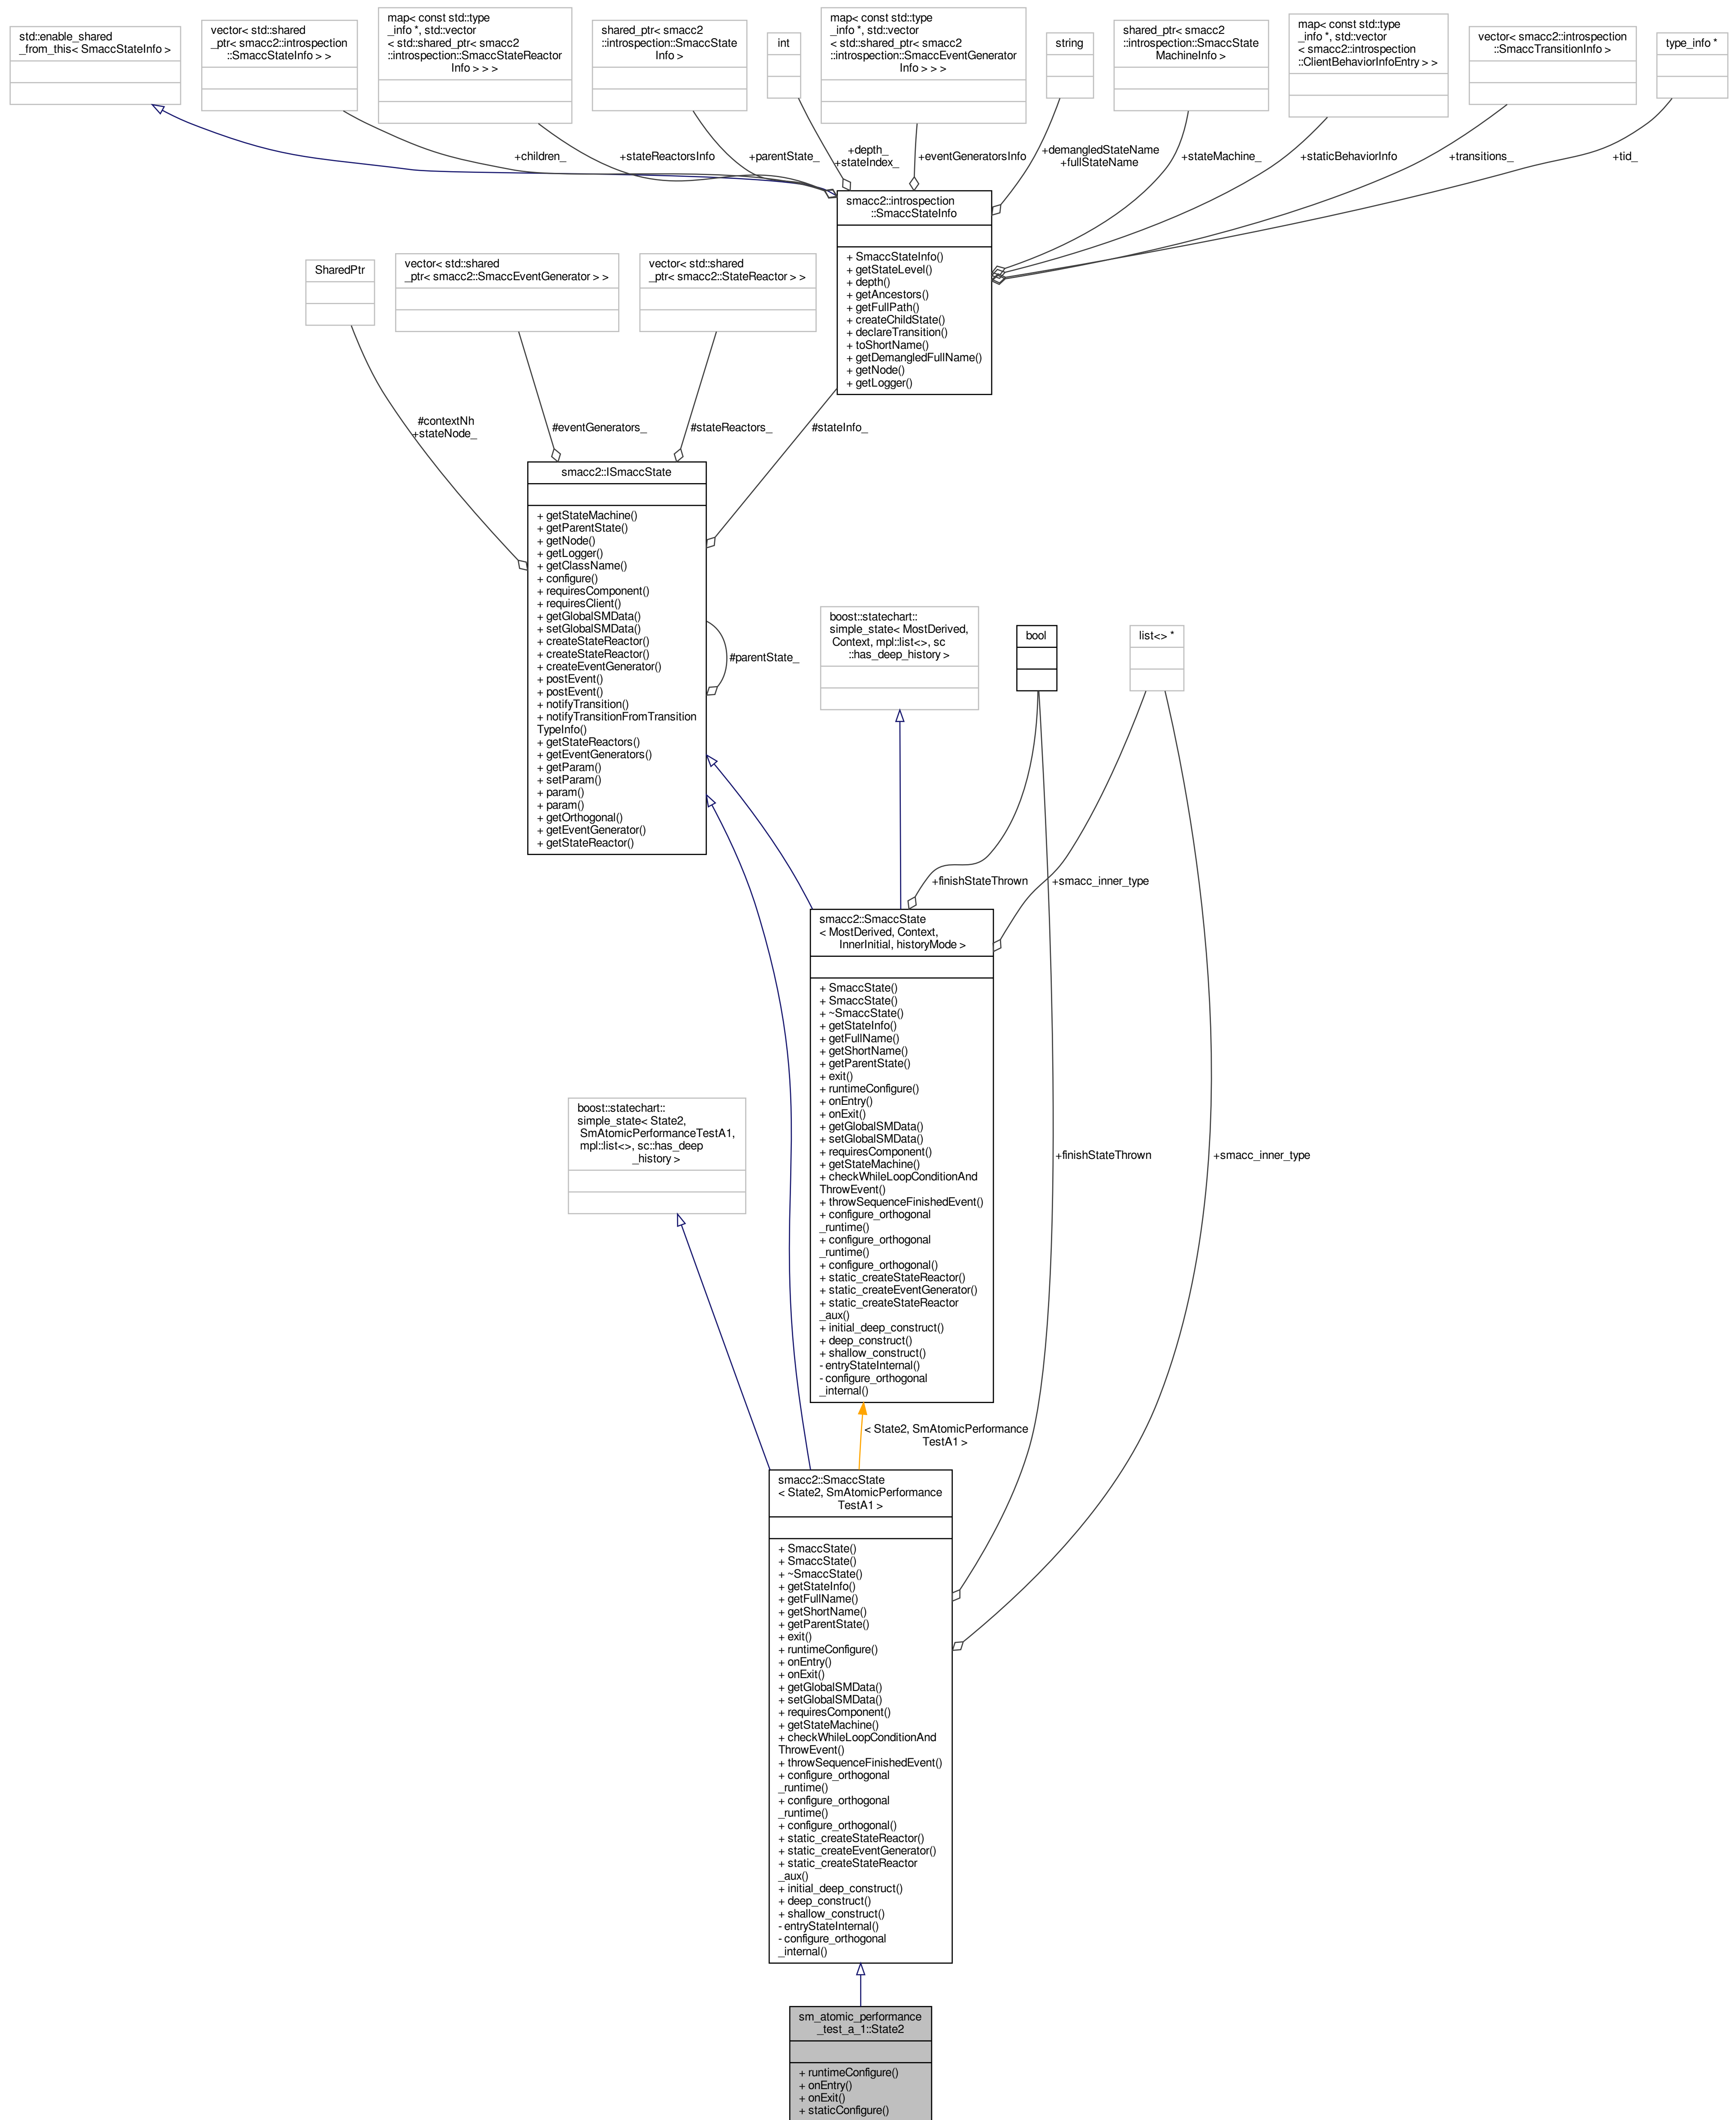 std::enable_shared
_from_this< SmaccStateInfo >
vector< std::shared
_ptr< smacc2::introspection
::SmaccStateInfo > >
map< const std::type
_info *, std::vector
< std::shared_ptr< smacc2
::introspection::SmaccStateReactor
Info > > >
shared_ptr< smacc2
::introspection::SmaccState
Info >
int
map< const std::type
_info *, std::vector
< std::shared_ptr< smacc2
::introspection::SmaccEventGenerator
Info > > >
string
shared_ptr< smacc2
::introspection::SmaccState
MachineInfo >
map< const std::type
_info *, std::vector
< smacc2::introspection
::ClientBehaviorInfoEntry > >
vector< smacc2::introspection
::SmaccTransitionInfo >
type_info *
+children_
+stateReactorsInfo
+parentState_
+depth_
+stateIndex_
+eventGeneratorsInfo
+demangledStateName
+fullStateName
+stateMachine_
+staticBehaviorInfo
+transitions_
+tid_
smacc2::introspection
::SmaccStateInfo
+ SmaccStateInfo()
+ getStateLevel()
+ depth()
+ getAncestors()
+ getFullPath()
+ createChildState()
+ declareTransition()
+ toShortName()
+ getDemangledFullName()
+ getNode()
+ getLogger()
SharedPtr
vector< std::shared
_ptr< smacc2::SmaccEventGenerator > >
vector< std::shared
_ptr< smacc2::StateReactor > >
#contextNh
+stateNode_
#eventGenerators_
#stateReactors_
#stateInfo_
smacc2::ISmaccState
+ getStateMachine()
+ getParentState()
+ getNode()
+ getLogger()
+ getClassName()
+ configure()
+ requiresComponent()
+ requiresClient()
+ getGlobalSMData()
+ setGlobalSMData()
+ createStateReactor()
+ createStateReactor()
+ createEventGenerator()
+ postEvent()
+ postEvent()
+ notifyTransition()
+ notifyTransitionFromTransition
TypeInfo()
+ getStateReactors()
+ getEventGenerators()
+ getParam()
+ setParam()
+ param()
+ param()
+ getOrthogonal()
+ getEventGenerator()
+ getStateReactor()
#parentState_
boost::statechart::
simple_state< MostDerived,
Context, mpl::list<>, sc
::has_deep_history >
bool
list<> *
+finishStateThrown
+smacc_inner_type
smacc2::SmaccState
< MostDerived, Context,
InnerInitial, historyMode >
+ SmaccState()
+ SmaccState()
+ ~SmaccState()
+ getStateInfo()
+ getFullName()
+ getShortName()
+ getParentState()
+ exit()
+ runtimeConfigure()
+ onEntry()
+ onExit()
+ getGlobalSMData()
+ setGlobalSMData()
+ requiresComponent()
+ getStateMachine()
+ checkWhileLoopConditionAnd
ThrowEvent()
+ throwSequenceFinishedEvent()
+ configure_orthogonal
_runtime()
+ configure_orthogonal
_runtime()
+ configure_orthogonal()
+ static_createStateReactor()
+ static_createEventGenerator()
+ static_createStateReactor
_aux()
+ initial_deep_construct()
+ deep_construct()
+ shallow_construct()
- entryStateInternal()
- configure_orthogonal
_internal()
boost::statechart::
simple_state< State2,
SmAtomicPerformanceTestA1,
mpl::list<>, sc::has_deep
_history >
+finishStateThrown
+smacc_inner_type
< State2, SmAtomicPerformance
TestA1 >
smacc2::SmaccState
< State2, SmAtomicPerformance
TestA1 >
+ SmaccState()
+ SmaccState()
+ ~SmaccState()
+ getStateInfo()
+ getFullName()
+ getShortName()
+ getParentState()
+ exit()
+ runtimeConfigure()
+ onEntry()
+ onExit()
+ getGlobalSMData()
+ setGlobalSMData()
+ requiresComponent()
+ getStateMachine()
+ checkWhileLoopConditionAnd
ThrowEvent()
+ throwSequenceFinishedEvent()
+ configure_orthogonal
_runtime()
+ configure_orthogonal
_runtime()
+ configure_orthogonal()
+ static_createStateReactor()
+ static_createEventGenerator()
+ static_createStateReactor
_aux()
+ initial_deep_construct()
+ deep_construct()
+ shallow_construct()
- entryStateInternal()
- configure_orthogonal
_internal()
sm_atomic_performance
_test_a_1::State2
+ runtimeConfigure()
+ onEntry()
+ onExit()
+ staticConfigure()